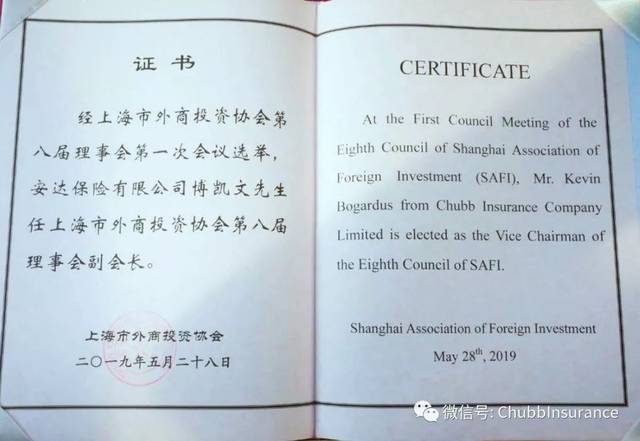 证书
经上海市外商投资协会第
八届理事会第一次会议选举，
安达保险有限公司博凯文先生
任上海市外商投资协会第八届
理事会副会长。
上海市外商投资协会
二〇一九年五月二十八日
CERTIFICATE
At the First Council Meeting of the
Eighth Council of Shanghai Association of
Foreign Investment (SAFI), Mr. Kevin
Bogardus from Chubb Insurance Company
Limited is elected as the Vice Chairman of
the Eighth Council of SAFI.
Shanghai Association of Foreign Investment
May 28th, 2019
微信号: ChubbInsurance